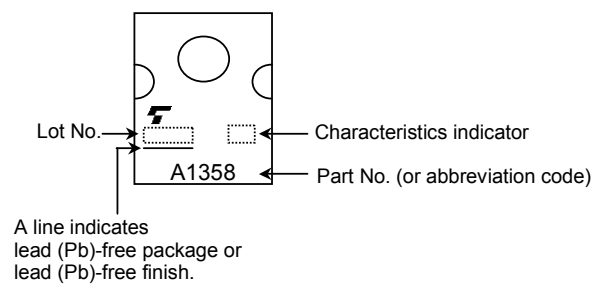 Lot No.
Characteristics indicator
A1358
Part No. (or abbreviation code)
A line indicates
lead (Pb)-free package or
lead (Pb)-free finish.